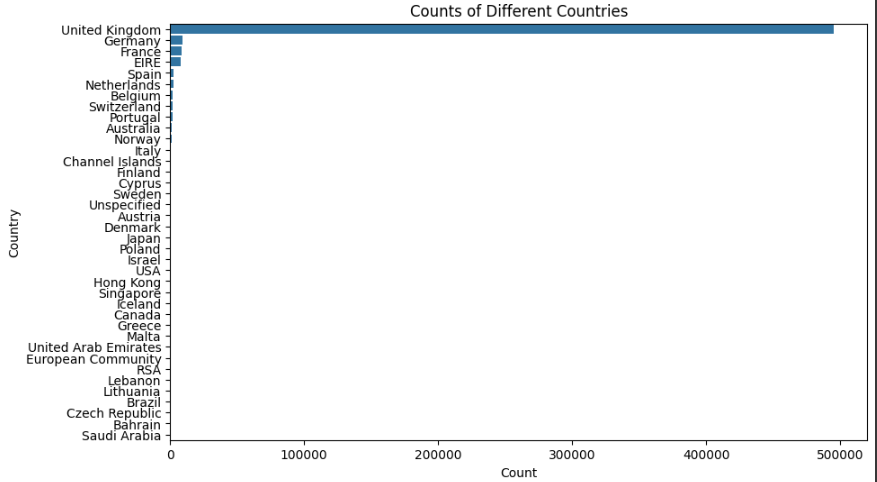 Counts of Different Countries
United Kingdom
Germany
France
EIRE
Spain
Netherlands
Belgium
Switzerland
Portugal
Australia
Norway
Italy
Channel Islands
Finland
Cyprus
Sweden
Unspecified
Austria
Denmark
Japan
Poland
Israel
USA
Hong Kong
Singapore
Iceland
Canada
Greece
Malta
United Arab Emirates
European Community
RSA
Lebanon
Lithuania
Brazil
Czech Republic
Bahrain
Saudi Arabia
Country
0 100000 200000 300000 400000 500000
Count